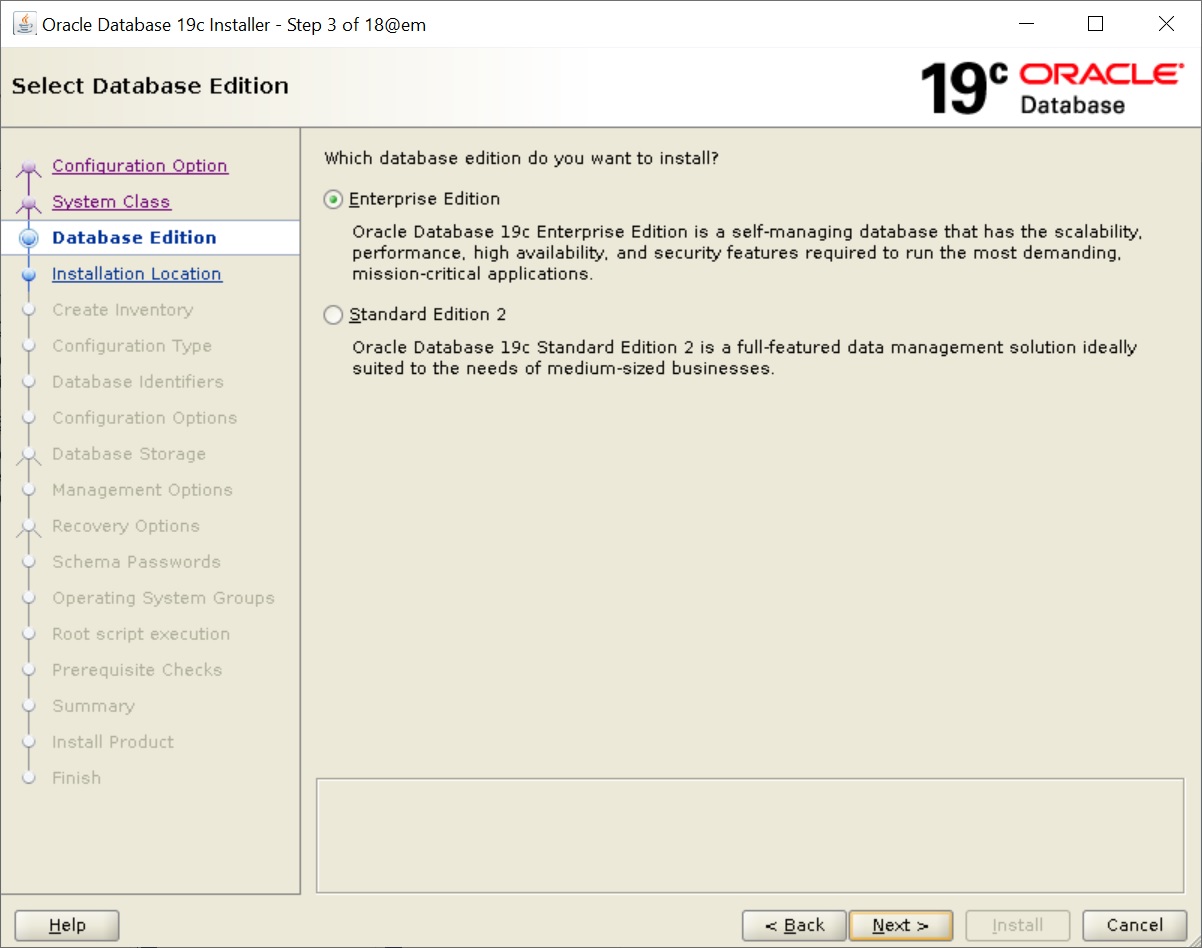 Oracle Database 19c Installer - Step 3 of 18@em
Select Database Edition
19c ORACLE
Database
Configuration Option
System Class
Database Edition
Installation Location
Create Inventory
Configuration Type
Database Identifiers
Configuration Options
Database Storage
Management Options
Recovery Options
Schema Passwords
Operating System Groups
Root script execution
Prerequisite Checks
Summary
Install Product
Finish
Which database edition do you want to install?
Enterprise Edition
Oracle Database 19c Enterprise Edition is a self-managing database that has the scalability,
performance, high availability, and security features required to run the most demanding,
mission-critical applications.
Standard Edition 2
Oracle Database 19c Standard Edition 2 is a full-featured data management solution ideally
suited to the needs of medium-sized businesses.
Help
< Back
Next >
Install
Cancel